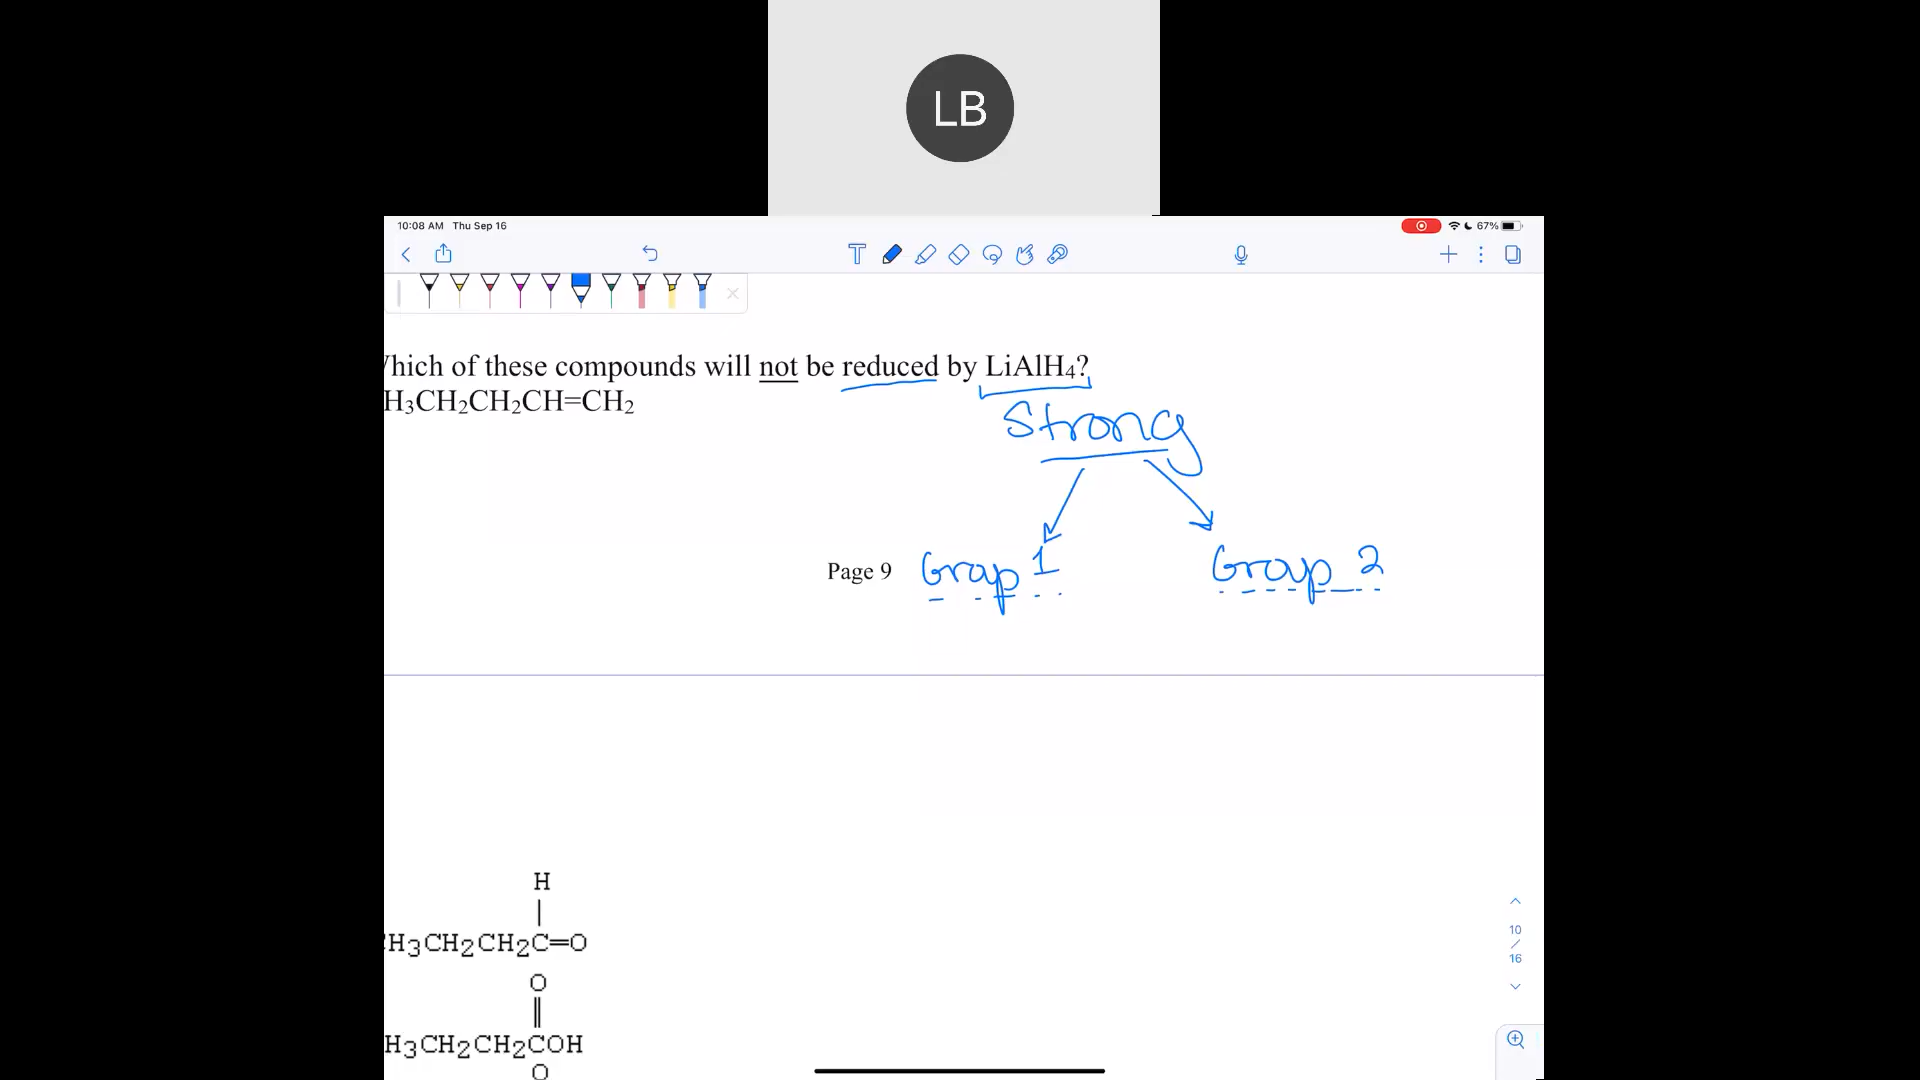 LB
10:08 AM Thu Sep 16
67%
T
hich of these compounds will not be reduced by LiAlH4?
H3CH2CH2CH=CH2
Strong
Page 9
Group 1
Group 2
H
|
H3CH2CH2C=O
O
||
H3CH2CH2COH
O
10
/
16